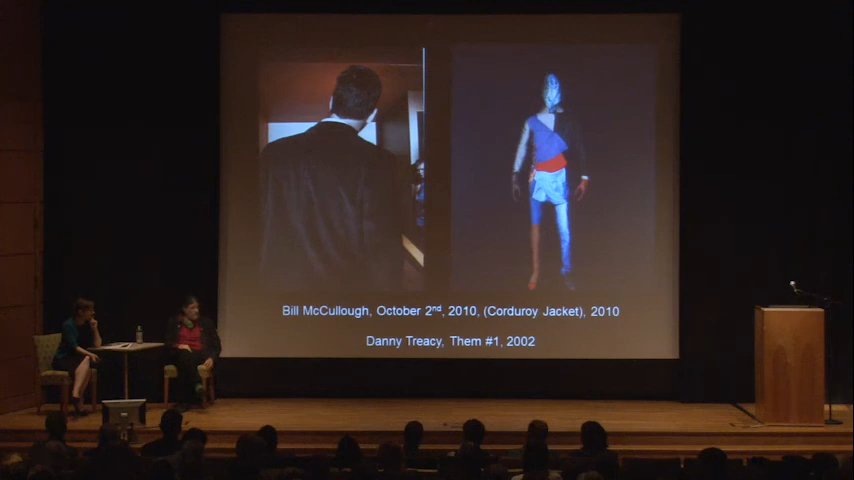 Bill McCullough, October 2nd, 2010, (Corduroy Jacket), 2010
Danny Treacy, Them #1, 2002